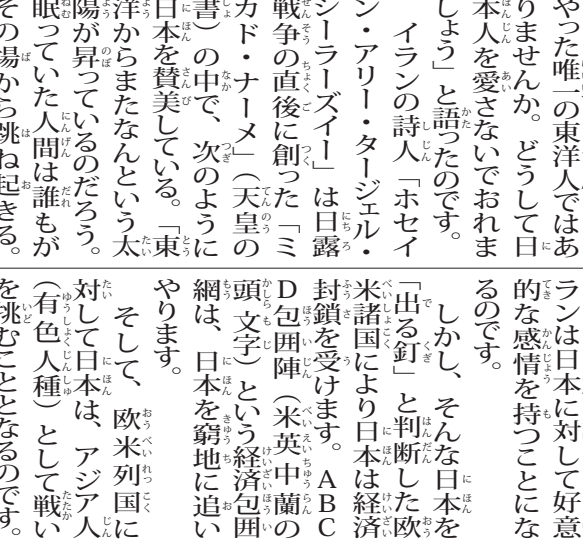 やった唯一の東洋人ではあ
りませんか。どうして日
本人を愛さないでおれま
しょう」と語ったのです。
イランの詩人「ホセイ
ン・アリー・タージェル・
シーラーズイー」は日露
戦争の直後に創った「ミ
カド・ナーメ」（天皇の
書）の中で、次のように
日本を賛美している。「東
洋からまたなんという太
陽が昇っているのだろう。
眠っていた人間は誰もが
その場から跳ね起きる。
ランは日本に対して好意
的な感情を持つことにな
るのです。
しかし、そんな日本を
「出る釘」と判断した欧
米諸国により日本は経済
封鎖を受けます。ＡＢＣ
Ｄ包囲陣（米英中蘭の
頭文字）という経済包囲
網は、日本を窮地に追い
やります。
そして、欧米列国に
対して日本は、アジア人
（有色人種）として戦い
を挑むこととなるのです。